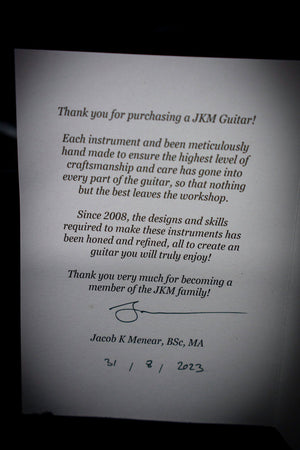 Thank you for purchasing a JKM Guitar!
Each instrument and been meticulously
hand made to ensure the highest level of
craftsmanship and care has gone into
every part of the guitar, so that nothing
but the best leaves the workshop.
Since 2008, the designs and skills
required to make these instruments has
been honed and refined, all to create an
guitar you will truly enjoy!
Thank you very much for becoming a
member of the JKM family!
Jacob K Menear, BSc, MA
31 / 8 / 2023